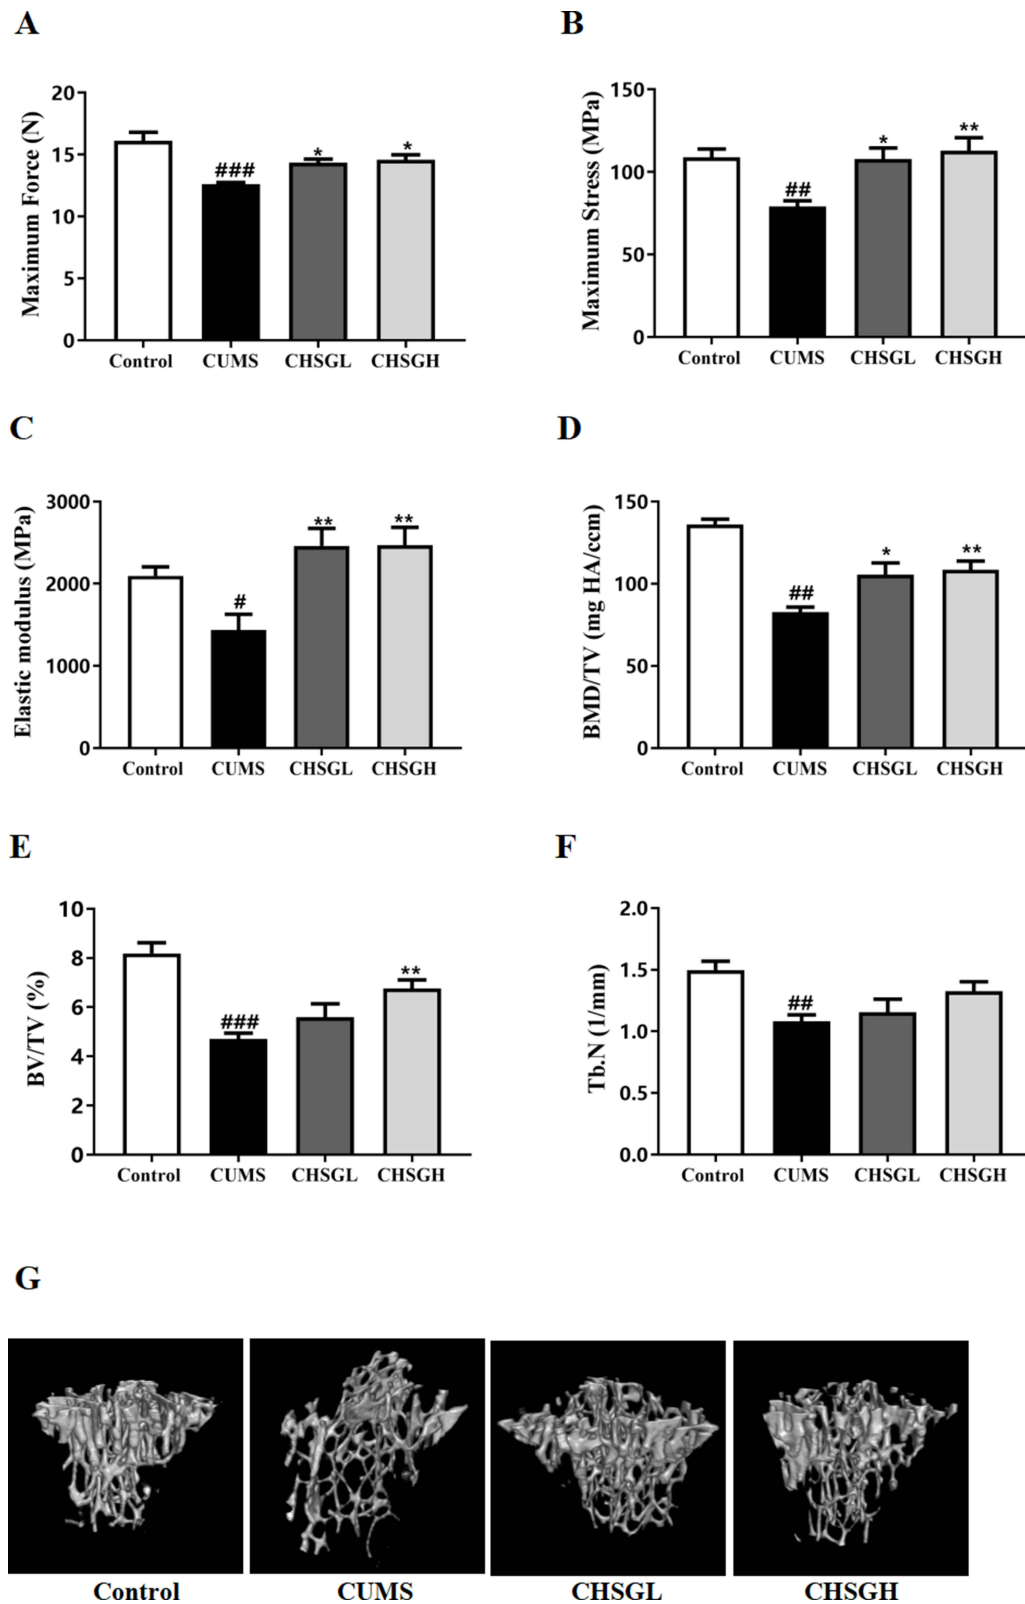 A
B
Maximum Force (N)
20
15
10
5
0
###
*
*
Control CUMS CHSGL CHSGH
Maximum Stress (MPa)
150
100
50
0
##
*
**
Control CUMS CHSGL CHSGH
C
D
Elastic modulus (MPa)
3000
2000
1000
0
#
**
**
Control CUMS CHSGL CHSGH
BMD/TV (mg HA/ccm)
150
100
50
0
##
*
**
Control CUMS CHSGL CHSGH
E
F
BV/TV (%)
10
8
6
4
2
0
###
**
Control CUMS CHSGL CHSGH
Tb.N (1/mm)
2.0
1.5
1.0
0.5
0.0
##
Control CUMS CHSGL CHSGH
G
Control CUMS CHSGL CHSGH